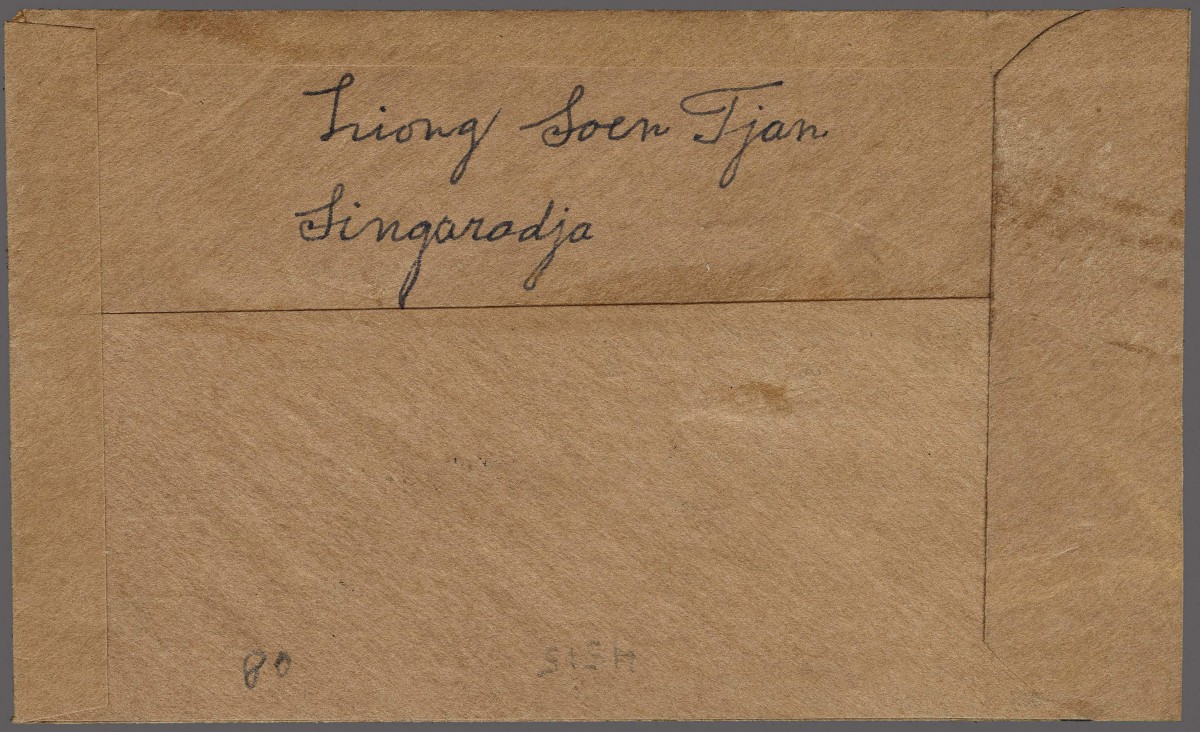 Liong Soen Tjan
Singaradja
80